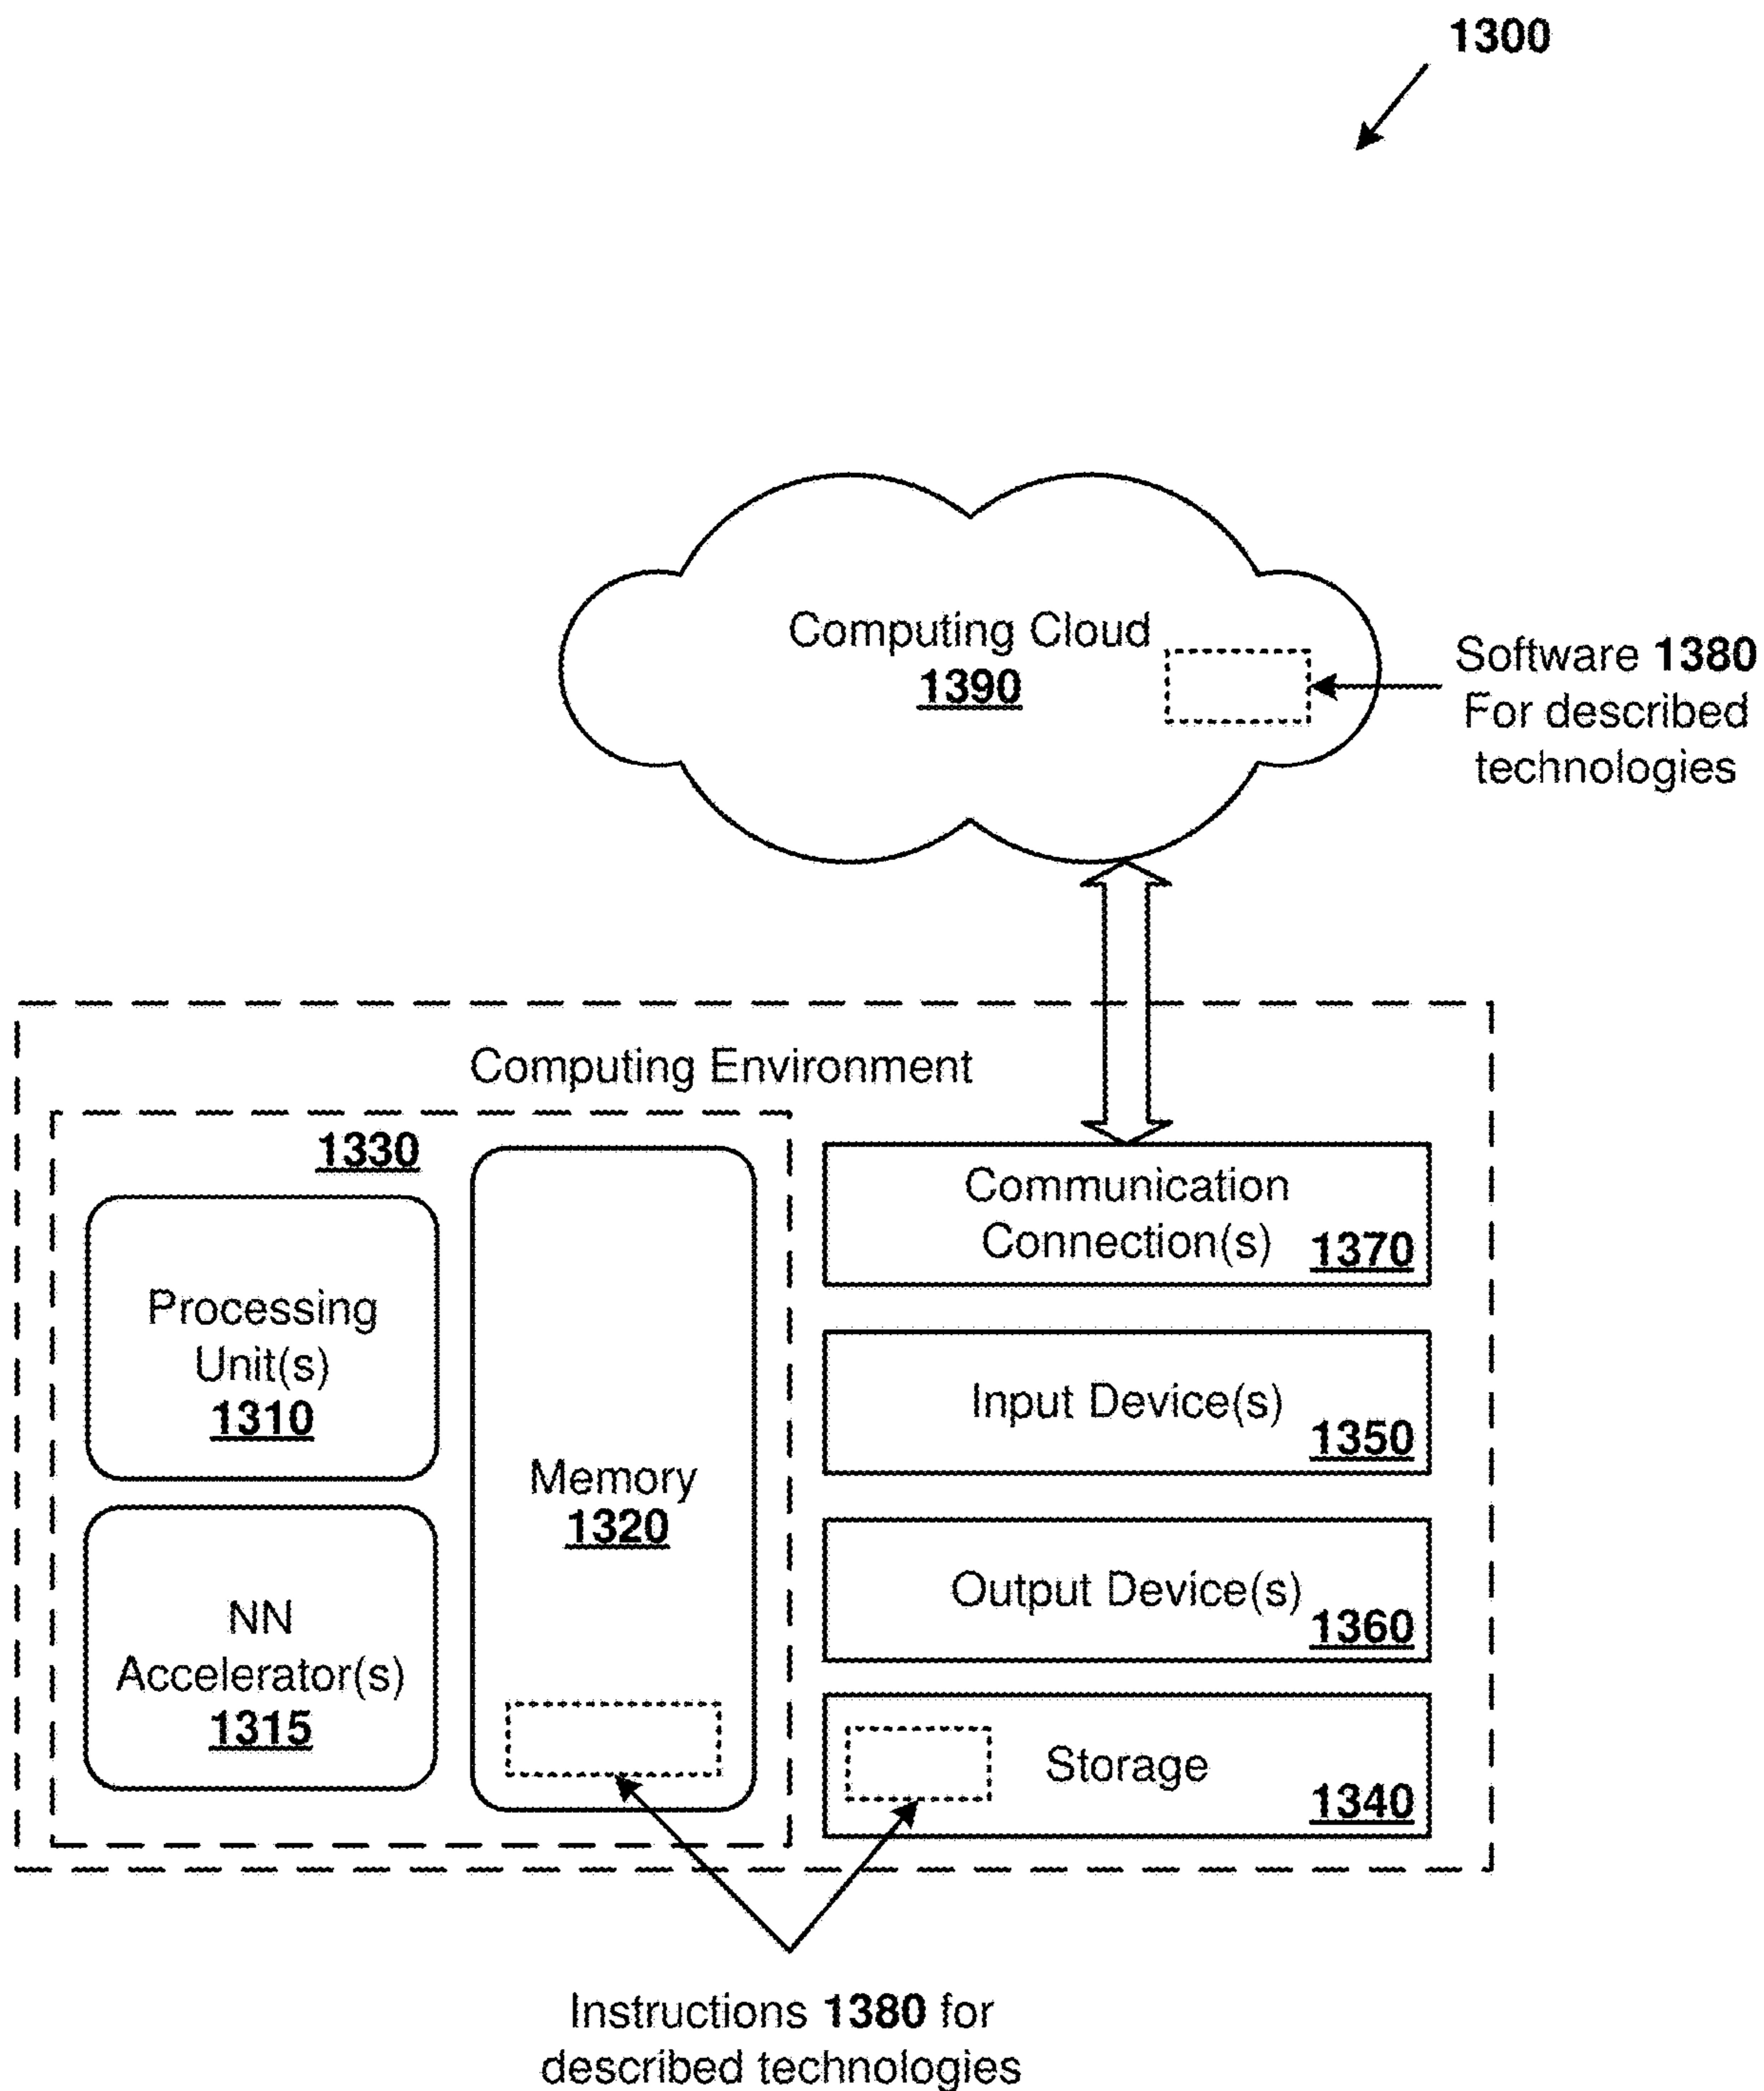 1300
Computing Cloud
1390
Software 1380
For described
technologies
Computing Environment
1330
Processing
Unit(s)
1310
NN
Accelerator(s)
1315
Memory
1320
Communication
Connection(s) 1370
Input Device(s)
1350
Output Device(s)
1360
Storage
1340
Instructions 1380 for
described technologies